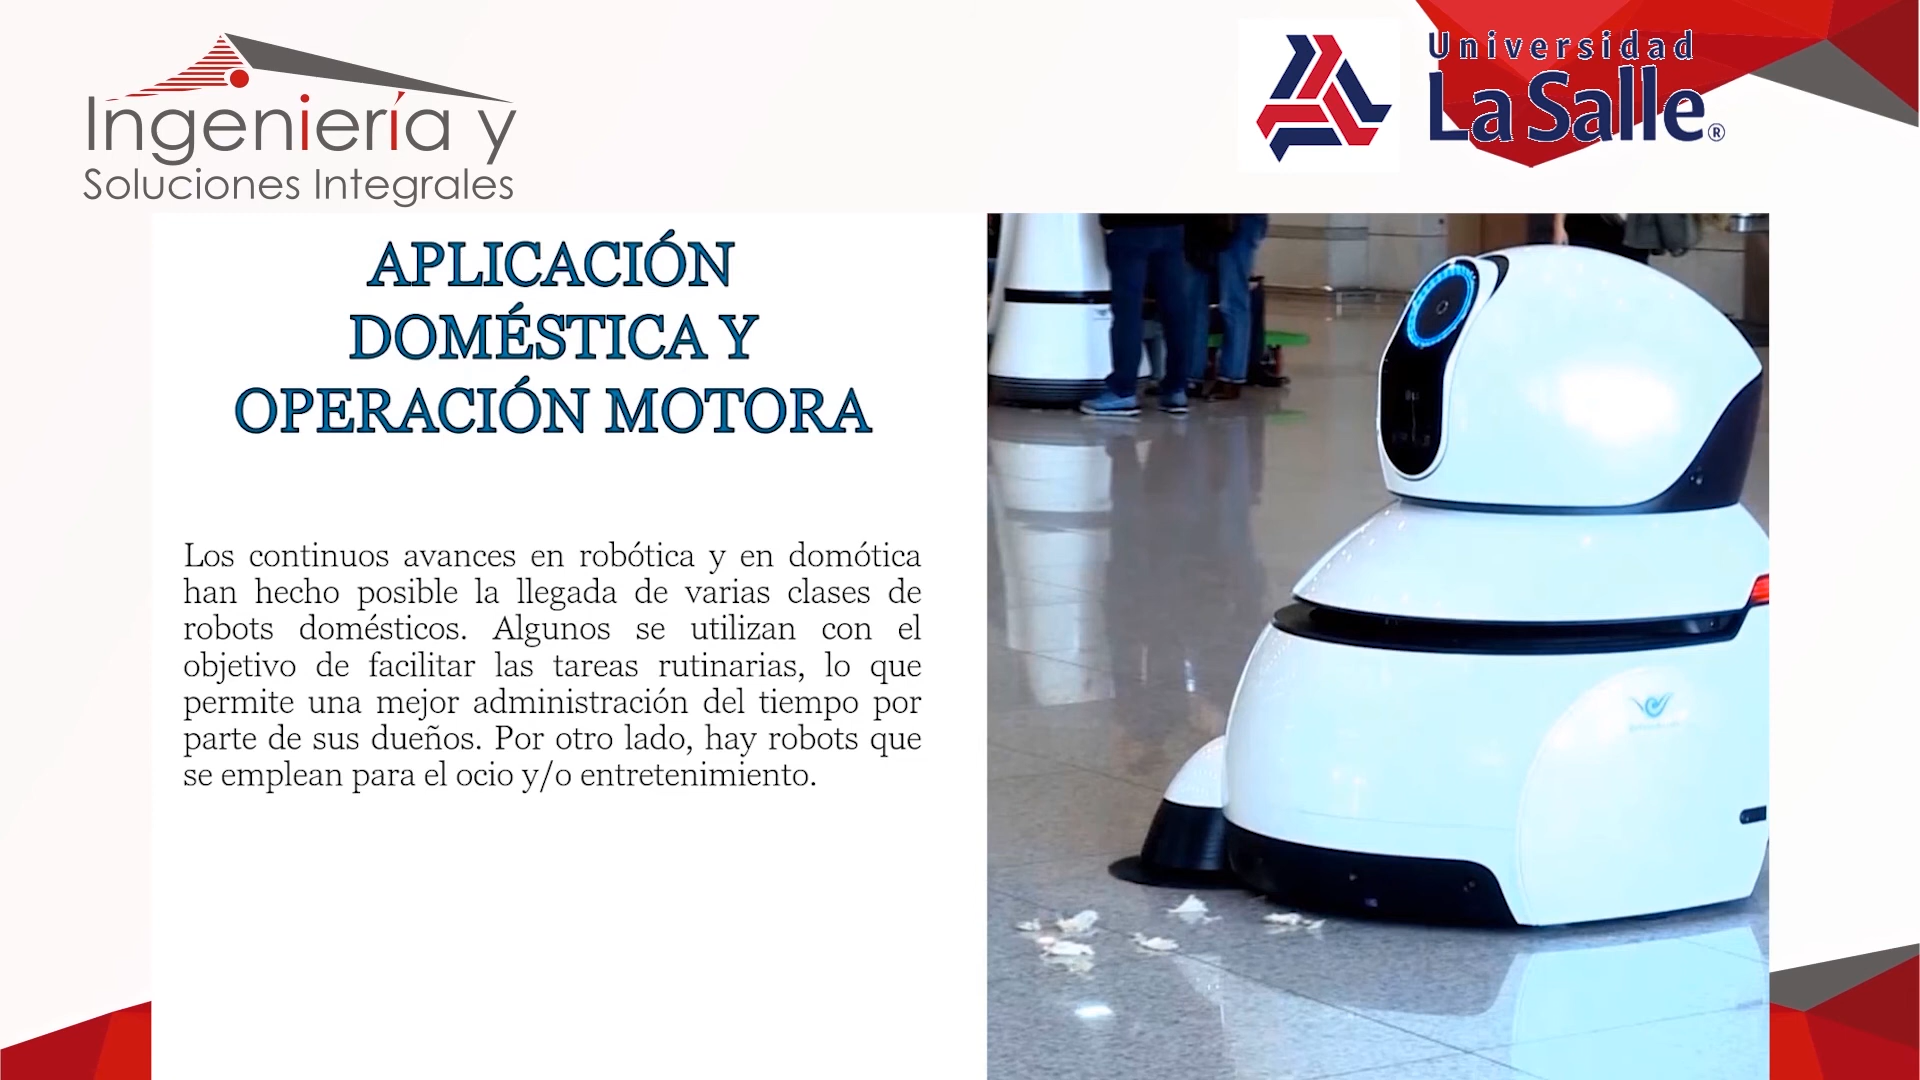 Ingeniería y
Soluciones Integrales
Universidad
La Salle®
APLICACIÓN
DOMÉSTICA Y
OPERACIÓN MOTORA
Los continuos avances en robótica y en domótica
han hecho posible la llegada de varias clases de
robots domésticos. Algunos se utilizan con el
objetivo de facilitar las tareas rutinarias, lo que
permite una mejor administración del tiempo por
parte de sus dueños. Por otro lado, hay robots que
se emplean para el ocio y/o entretenimiento.